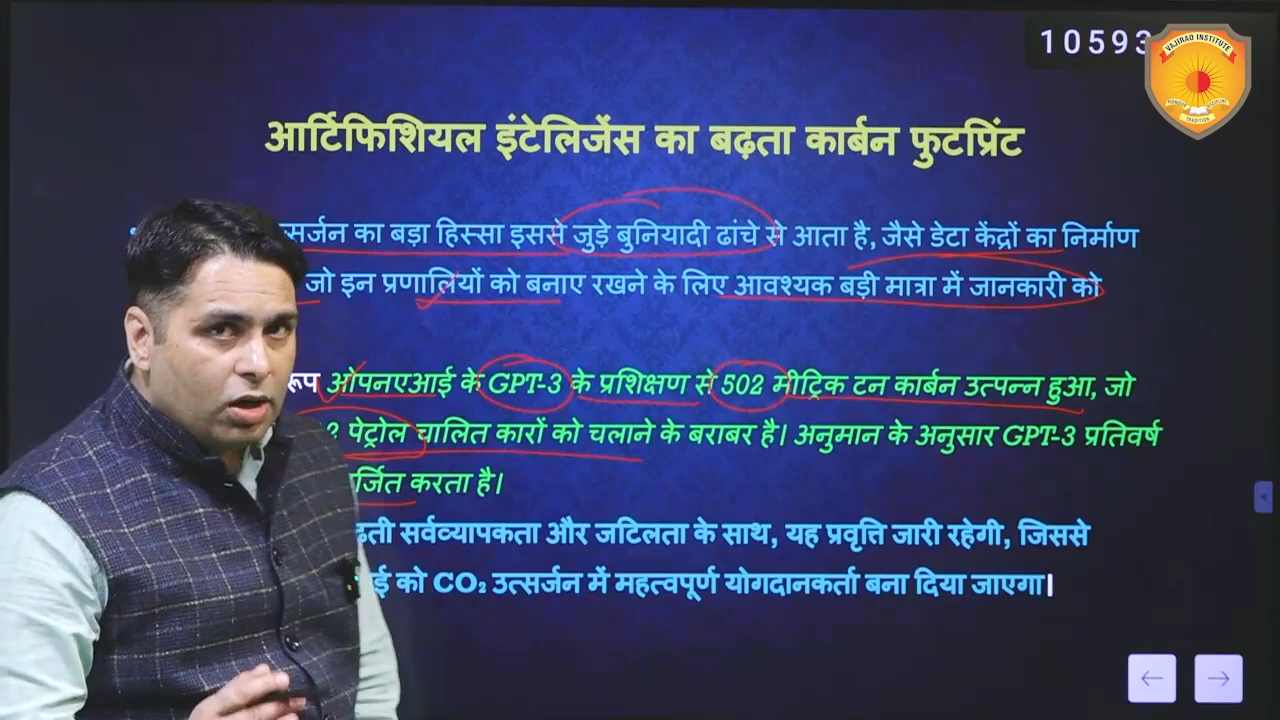 10593
VAJIRAO INSTITUTE
TRADITION
आर्टिफिशियल इंटेलिजेंस का बढ़ता कार्बन फुटप्रिंट
का बड़ा हिस्सा इससे जुड़े बुनियादी ढांचे से आता है, जैसे डेटा केंद्रों का निर्माण
जो इन प्रणालियों को बनाए रखने के लिए आवश्यक बड़ी मात्रा में जानकारी को
रूप ओपनएआई के GPT-3 के प्रशिक्षण से 502 मीट्रिक टन कार्बन उत्पन्न हुआ, जो
पेट्रोल चालित कारों को चलाने के बराबर है। अनुमान के अनुसार GPT-3 प्रतिवर्ष
करता है।
सर्वव्यापकता और जटिलता के साथ, यह प्रवृत्ति जारी रहेगी, जिससे
को CO₂ उत्सर्जन में महत्वपूर्ण योगदानकर्ता बना दिया जाएगा।